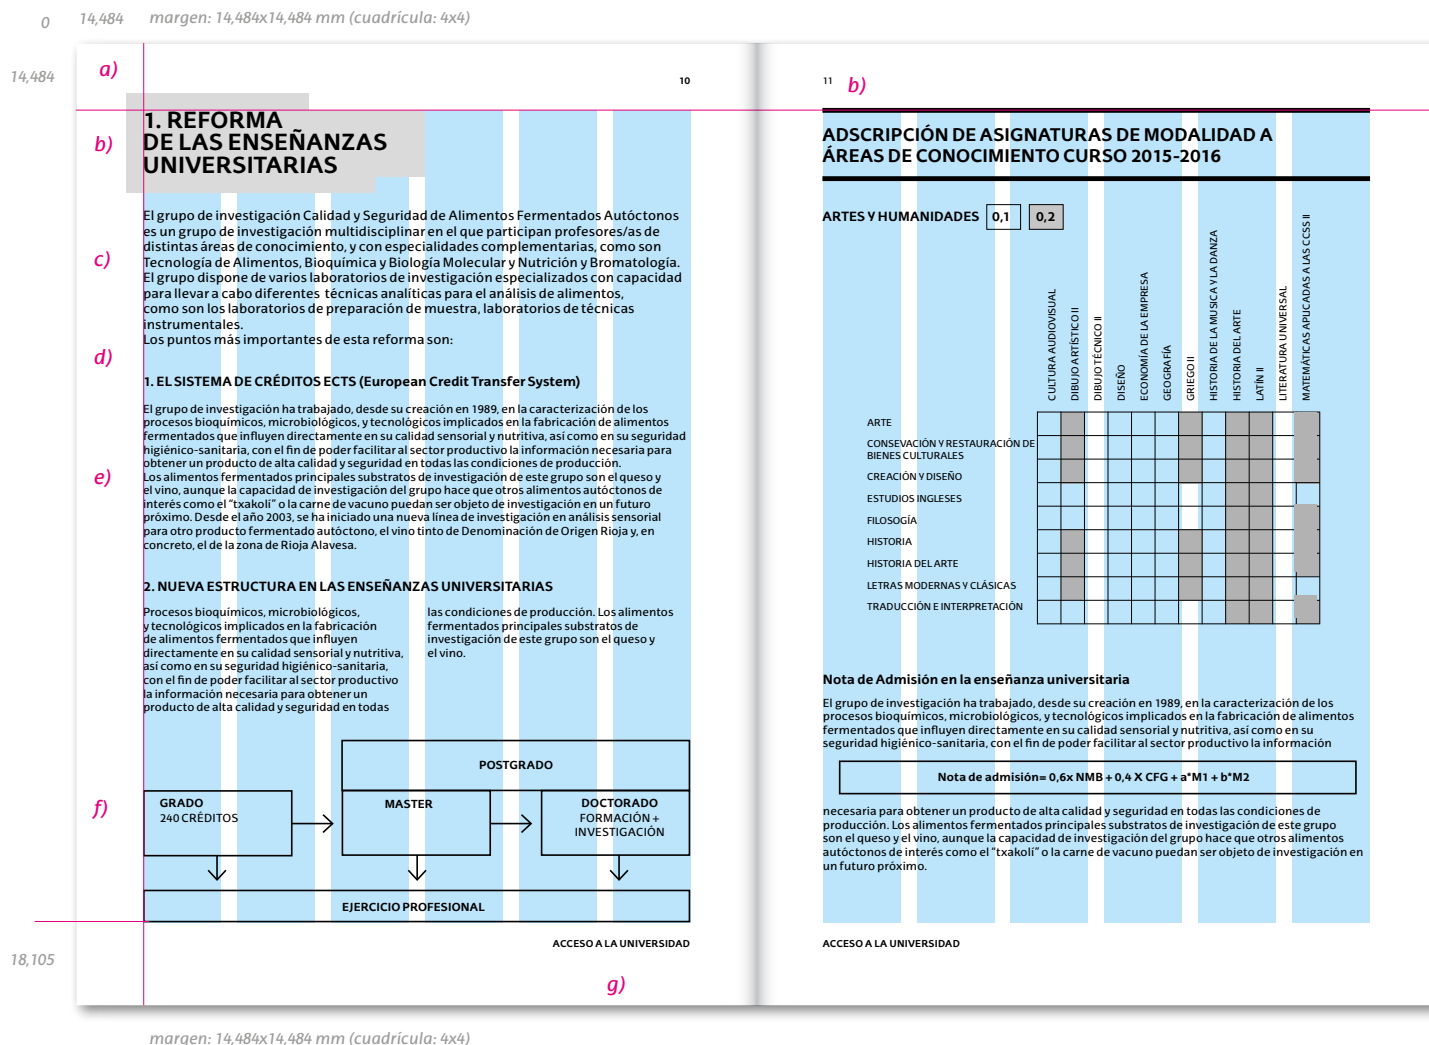 0
14,484
margen: 14,484x14,484 mm (cuadrícula: 4x4)
14,484
a)
10
1. REFORMA
DE LAS ENSEÑANZAS
UNIVERSITARIAS
b)
El grupo de investigación Calidad y Seguridad de Alimentos Fermentados Autóctonos
es un grupo de investigación multidisciplinar en el que participan profesores/as de
distintas áreas de conocimiento, y con especialidades complementarias, como son
Tecnología de Alimentos, Bioquímica y Biología Molecular y Nutrición y Bromatología.
El grupo dispone de varios laboratorios de investigación especializados con capacidad
para llevar a cabo diferentes técnicas analíticas para el análisis de alimentos,
como son los laboratorios de preparación de muestra, laboratorios de técnicas
instrumentales.
Los puntos más importantes de esta reforma son:
c)
d)
1. EL SISTEMA DE CRÉDITOS ECTS (European Credit Transfer System)
El grupo de investigación ha trabajado, desde su creación en 1989, en la caracterización de los
procesos bioquímicos, microbiológicos, y tecnológicos implicados en la fabricación de alimentos
fermentados que influyen directamente en su calidad sensorial y nutritiva, así como en su seguridad
higiénico-sanitaria, con el fin de poder facilitar al sector productivo la información necesaria para
obtener un producto de alta calidad y seguridad en todas las condiciones de producción.
Los alimentos fermentados principales substratos de investigación de este grupo son el queso y
el vino, aunque la capacidad de investigación del grupo hace que otros alimentos autóctonos de
interés como el "txakolí" o la carne de vacuno puedan ser objeto de investigación en un futuro
próximo. Desde el año 2003, se ha iniciado una nueva línea de investigación en análisis sensorial
para otro producto fermentado autóctono, el vino tinto de Denominación de Origen Rioja y, en
concreto, el de la zona de Rioja Alavesa.
e)
2. NUEVA ESTRUCTURA EN LAS ENSEÑANZAS UNIVERSITARIAS
Procesos bioquímicos, microbiológicos,
y tecnológicos implicados en la fabricación
de alimentos fermentados que influyen
directamente en su calidad sensorial y nutritiva,
así como en su seguridad higiénico-sanitaria,
con el fin de poder facilitar al sector productivo
la información necesaria para obtener un
producto de alta calidad y seguridad en todas
las condiciones de producción. Los alimentos
fermentados principales substratos de
investigación de este grupo son el queso y
el vino.
f)
POSTGRADO
GRADO
240 CRÉDITOS
MASTER
DOCTORADO
FORMACIÓN +
INVESTIGACIÓN
EJERCICIO PROFESIONAL
ACCESO A LA UNIVERSIDAD
18,105
g)
margen: 14,484x14,484 mm (cuadrícula: 4x4)
11
b)
ADSCRIPCIÓN DE ASIGNATURAS DE MODALIDAD A
ÁREAS DE CONOCIMIENTO CURSO 2015-2016
ARTES Y HUMANIDADES 0,1 0,2
CULTURA AUDIOVISUAL
DIBUJO ARTÍSTICO II
DIBUJO TÉCNICO II
DISEÑO
ECONOMÍA DE LA EMPRESA
GEOGRAFÍA
GRIEGO II
HISTORIA DE LA MUSICA Y LA DANZA
HISTORIA DEL ARTE
LATÍN II
LITERATURA UNIVERSAL
MATEMÁTICAS APLICADAS A LAS CCSS II
ARTE
CONSEVACIÓN Y RESTAURACIÓN DE
BIENES CULTURALES
CREACIÓN Y DISEÑO
ESTUDIOS INGLESES
FILOSOGÍA
HISTORIA
HISTORIA DEL ARTE
LETRAS MODERNAS Y CLÁSICAS
TRADUCCIÓN E INTERPRETACIÓN
Nota de Admisión en la enseñanza universitaria
El grupo de investigación ha trabajado, desde su creación en 1989, en la caracterización de los
procesos bioquímicos, microbiológicos, y tecnológicos implicados en la fabricación de alimentos
fermentados que influyen directamente en su calidad sensorial y nutritiva, así como en su
seguridad higiénico-sanitaria, con el fin de poder facilitar al sector productivo la información
Nota de admisión= 0,6x NMB + 0,4 X CFG + a*M1 + b*M2
necesaria para obtener un producto de alta calidad y seguridad en todas las condiciones de
producción. Los alimentos fermentados principales substratos de investigación de este grupo
son el queso y el vino, aunque la capacidad de investigación del grupo hace que otros alimentos
autóctonos de interés como el "txakolí" o la carne de vacuno puedan ser objeto de investigación en
un futuro próximo.
ACCESO A LA UNIVERSIDAD